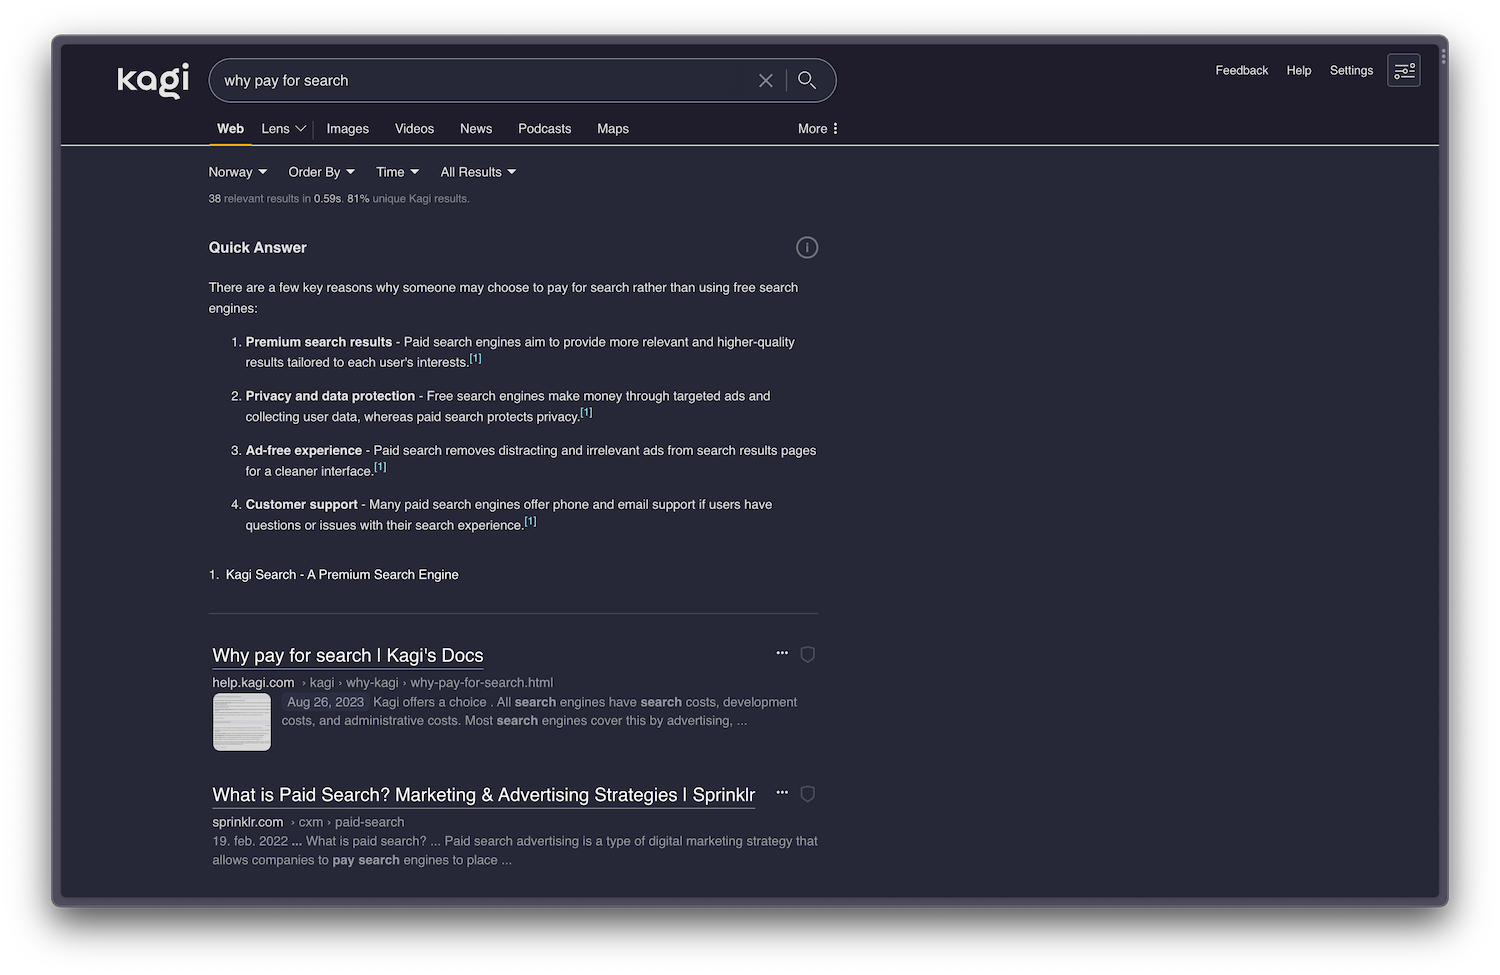 kagi
why pay for search
Feedback Help Settings
Web Lens Images Videos News Podcasts Maps More
Norway Order By Time All Results
38 relevant results in 0.59s. 81% unique Kagi results.
Quick Answer
There are a few key reasons why someone may choose to pay for search rather than using free search
engines:
1. Premium search results - Paid search engines aim to provide more relevant and higher-quality
results tailored to each user's interests.[1]
2. Privacy and data protection - Free search engines make money through targeted ads and
collecting user data, whereas paid search protects privacy.[1]
3. Ad-free experience - Paid search removes distracting and irrelevant ads from search results pages
for a cleaner interface.[1]
4. Customer support - Many paid search engines offer phone and email support if users have
questions or issues with their search experience.[1]
1. Kagi Search - A Premium Search Engine
Why pay for search | Kagi's Docs
help.kagi.com › kagi › why-kagi › why-pay-for-search.html
Aug 26, 2023 Kagi offers a choice . All search engines have search costs, development
costs, and administrative costs. Most search engines cover this by advertising, ...
What is Paid Search? Marketing & Advertising Strategies | Sprinklr
sprinklr.com › cxm › paid-search
19. feb. 2022 ... What is paid search? ... Paid search advertising is a type of digital marketing strategy that
allows companies to pay search engines to place ...